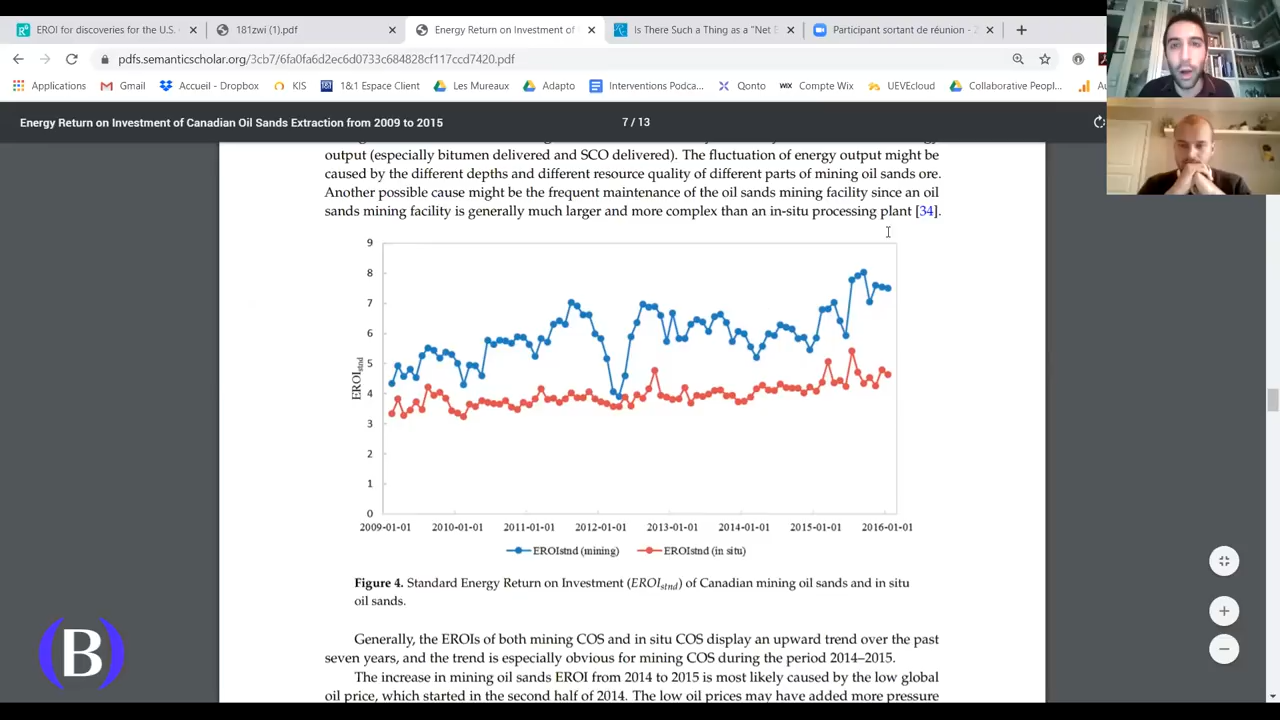 EROI for discoveries for the U.S.
181zwi (1).pdf
Energy Return on Investment of
Is There Such a Thing as a "Net E
Participant sortant de réunion - Z
pdfs.semanticscholar.org/3cb7/6fa0fa6d2ec6d0733c684828cf117ccd7420.pdf
Applications
Gmail
Accueil - Dropbox
KIS
1&1 Espace Client
Les Mureaux
Adapto
Interventions Podca...
Qonto
WIX Compte Wix
UEVEcloud
Collaborative Peopl...
Au
Energy Return on Investment of Canadian Oil Sands Extraction from 2009 to 2015
7 / 13
output (especially bitumen delivered and SCO delivered). The fluctuation of energy output might be
caused by the different depths and different resource quality of different parts of mining oil sands ore.
Another possible cause might be the frequent maintenance of the oil sands mining facility since an oil
sands mining facility is generally much larger and more complex than an in-situ processing plant [34].
9
8
7
6
5
4
3
2
1
0
EROIstnd
2009-01-01 2010-01-01 2011-01-01 2012-01-01 2013-01-01 2014-01-01 2015-01-01 2016-01-01
EROIstnd (mining) EROIstnd (in situ)
Figure 4. Standard Energy Return on Investment (EROIstnd) of Canadian mining oil sands and in situ
oil sands.
Generally, the EROIs of both mining COS and in situ COS display an upward trend over the past
seven years, and the trend is especially obvious for mining COS during the period 2014–2015.
The increase in mining oil sands EROI from 2014 to 2015 is most likely caused by the low global
oil price, which started in the second half of 2014. The low oil prices may have added more pressure
(B)